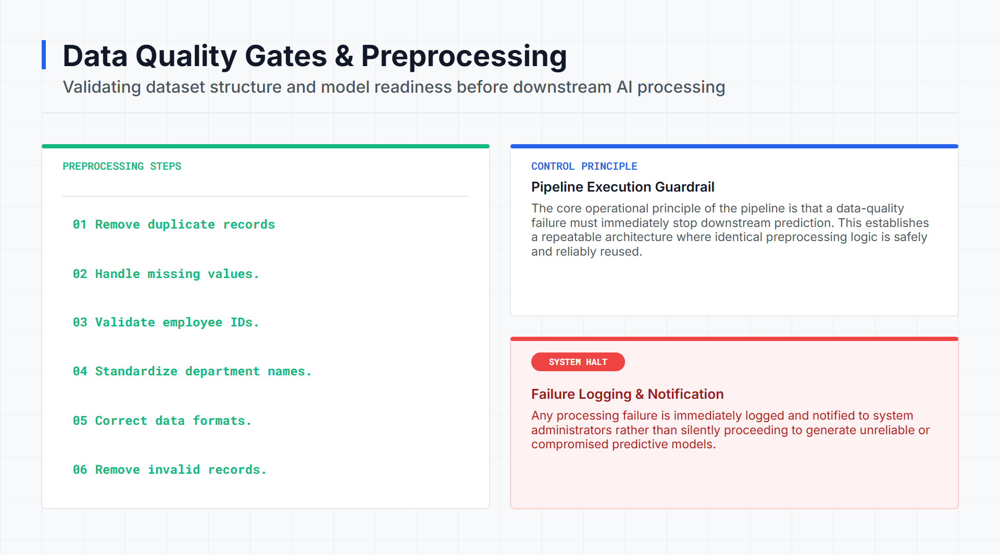 Data Quality Gates & Preprocessing
Validating dataset structure and model readiness before downstream AI processing
PREPROCESSING STEPS
01 Remove duplicate records
02 Handle missing values.
03 Validate employee IDs.
04 Standardize department names.
05 Correct data formats.
06 Remove invalid records.
CONTROL PRINCIPLE
Pipeline Execution Guardrail
The core operational principle of the pipeline is that a data-quality
failure must immediately stop downstream prediction. This establishes
a repeatable architecture where identical preprocessing logic is safely
and reliably reused.
SYSTEM HALT
Failure Logging & Notification
Any processing failure is immediately logged and notified to system
administrators rather than silently proceeding to generate unreliable or
compromised predictive models.